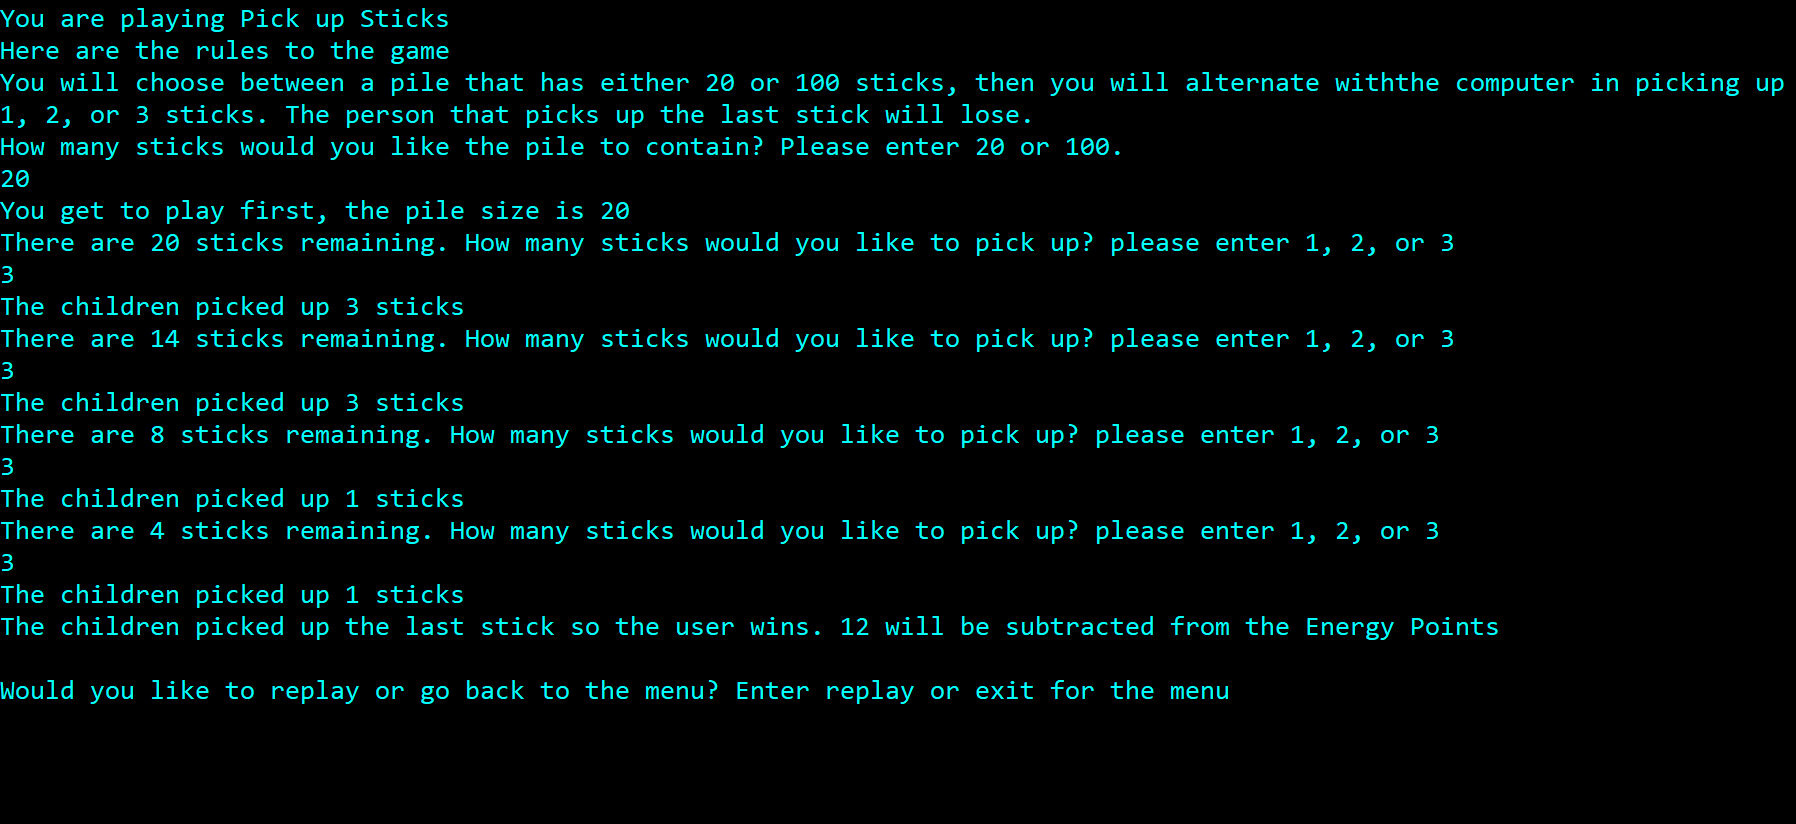 You are playing Pick up Sticks
Here are the rules to the game
You will choose between a pile that has either 20 or 100 sticks, then you will alternate withthe computer in picking up
1, 2, or 3 sticks. The person that picks up the last stick will lose.
How many sticks would you like the pile to contain? Please enter 20 or 100.
20
You get to play first, the pile size is 20
There are 20 sticks remaining. How many sticks would you like to pick up? please enter 1, 2, or 3
3
The children picked up 3 sticks
There are 14 sticks remaining. How many sticks would you like to pick up? please enter 1, 2, or 3
3
The children picked up 3 sticks
There are 8 sticks remaining. How many sticks would you like to pick up? please enter 1, 2, or 3
3
The children picked up 1 sticks
There are 4 sticks remaining. How many sticks would you like to pick up? please enter 1, 2, or 3
3
The children picked up 1 sticks
The children picked up the last stick so the user wins. 12 will be subtracted from the Energy Points
Would you like to replay or go back to the menu? Enter replay or exit for the menu